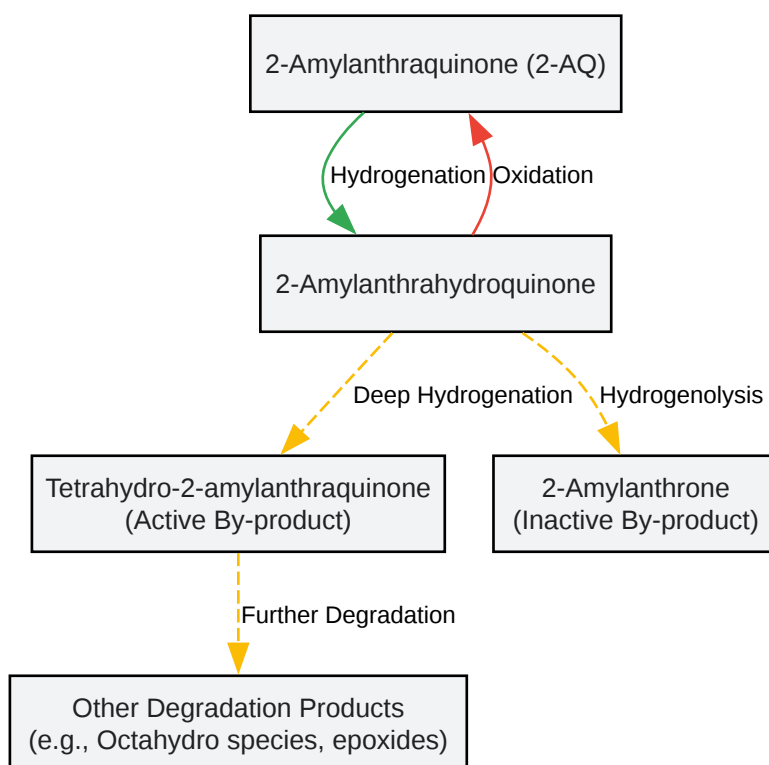 2-Amylanthraquinone (2-AQ)
Hydrogenation
Oxidation
2-Amylanthrahydroquinone
Deep Hydrogenation
Hydrogenolysis
Tetrahydro-2-amylanthraquinone
(Active By-product)
2-Amylanthrone
(Inactive By-product)
Further Degradation
Other Degradation Products
(e.g., Octahydro species, epoxides)